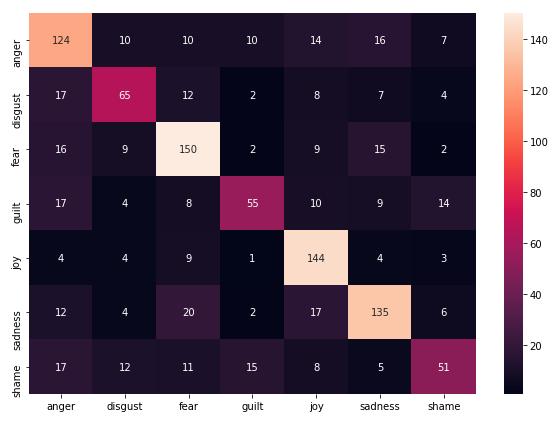 anger 124 10 10 10 14 16 7
disgust 17 65 12 2 8 7 4
fear 16 9 150 2 9 15 2
guilt 17 4 8 55 10 9 14
joy 4 4 9 1 144 4 3
sadness 12 4 20 2 17 135 6
shame 17 12 11 15 8 5 51
anger disgust fear guilt joy sadness shame
140
120
100
80
60
40
20